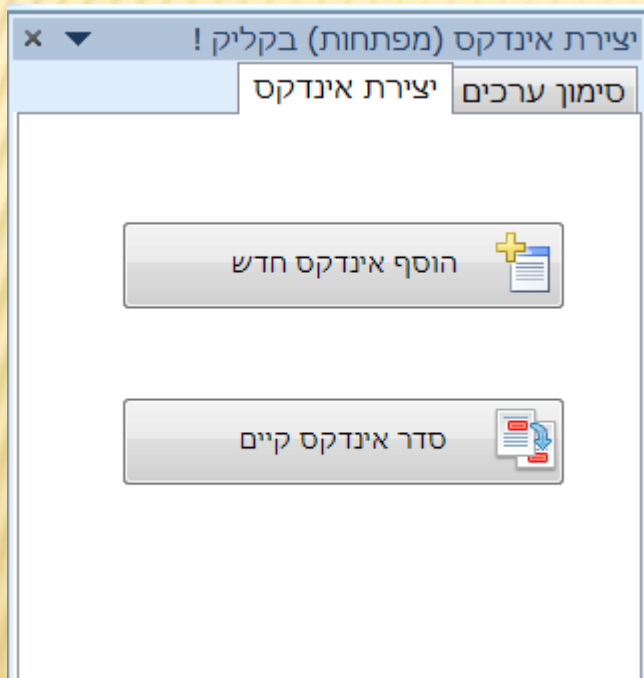 יצירת אינדקס (מפתחות) בקליק !
סימון ערכים
יצירת אינדקס
הוסף אינדקס חדש
סדר אינדקס קיים